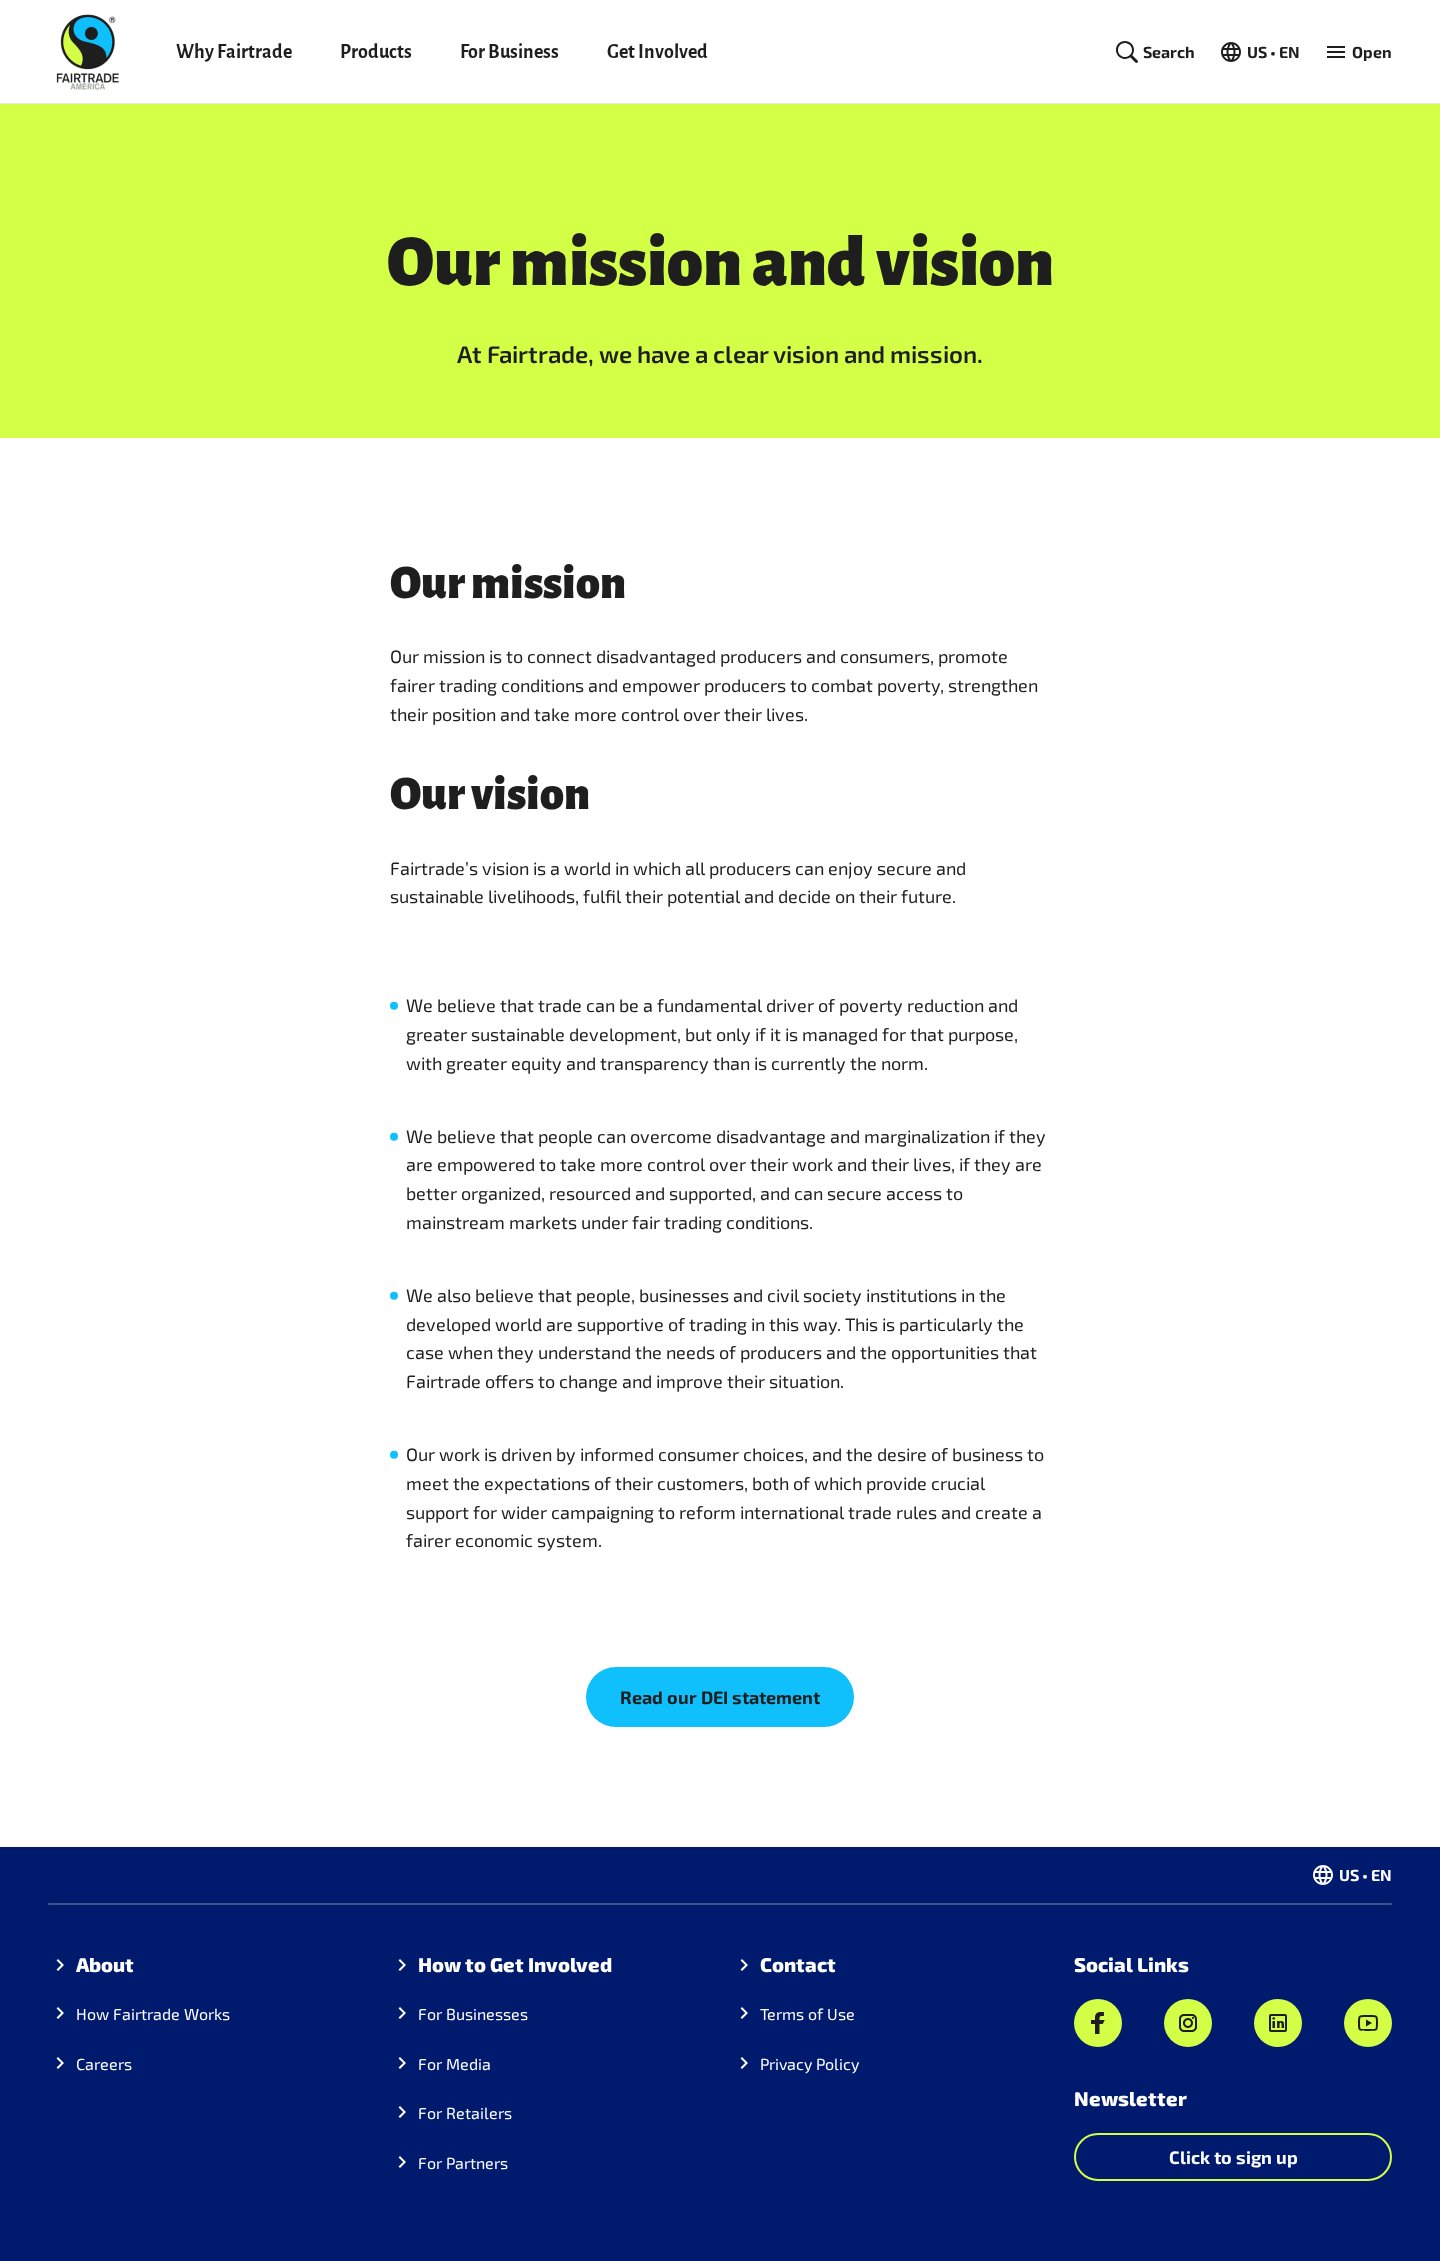 FAIRTRADE
AMERICA
®
Why Fairtrade
Products
For Business
Get Involved
Search
US • EN
Open
Our mission and vision
At Fairtrade, we have a clear vision and mission.
Our mission
Our mission is to connect disadvantaged producers and consumers, promote
fairer trading conditions and empower producers to combat poverty, strengthen
their position and take more control over their lives.
Our vision
Fairtrade’s vision is a world in which all producers can enjoy secure and
sustainable livelihoods, fulfil their potential and decide on their future.
We believe that trade can be a fundamental driver of poverty reduction and
greater sustainable development, but only if it is managed for that purpose,
with greater equity and transparency than is currently the norm.
We believe that people can overcome disadvantage and marginalization if they
are empowered to take more control over their work and their lives, if they are
better organized, resourced and supported, and can secure access to
mainstream markets under fair trading conditions.
We also believe that people, businesses and civil society institutions in the
developed world are supportive of trading in this way. This is particularly the
case when they understand the needs of producers and the opportunities that
Fairtrade offers to change and improve their situation.
Our work is driven by informed consumer choices, and the desire of business to
meet the expectations of their customers, both of which provide crucial
support for wider campaigning to reform international trade rules and create a
fairer economic system.
Read our DEI statement
US • EN
About
How Fairtrade Works
Careers
How to Get Involved
For Businesses
For Media
For Retailers
For Partners
Contact
Terms of Use
Privacy Policy
Social Links
Newsletter
Click to sign up